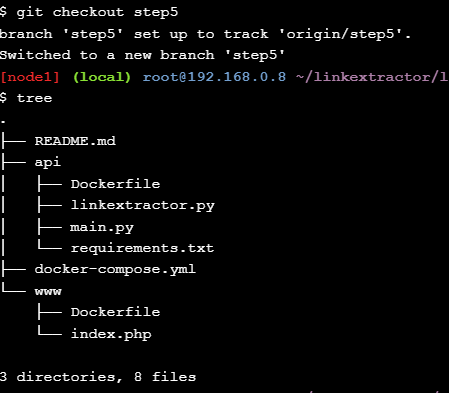 $ git checkout step5
branch 'step5' set up to track 'origin/step5'.
Switched to a new branch 'step5'
[node1] (local) root@192.168.0.8 ~/linkextractor/l
$ tree
.
├── README.md
├── api
│   ├── Dockerfile
│   ├── linkextractor.py
│   ├── main.py
│   └── requirements.txt
├── docker-compose.yml
└── www
    ├── Dockerfile
    └── index.php

3 directories, 8 files